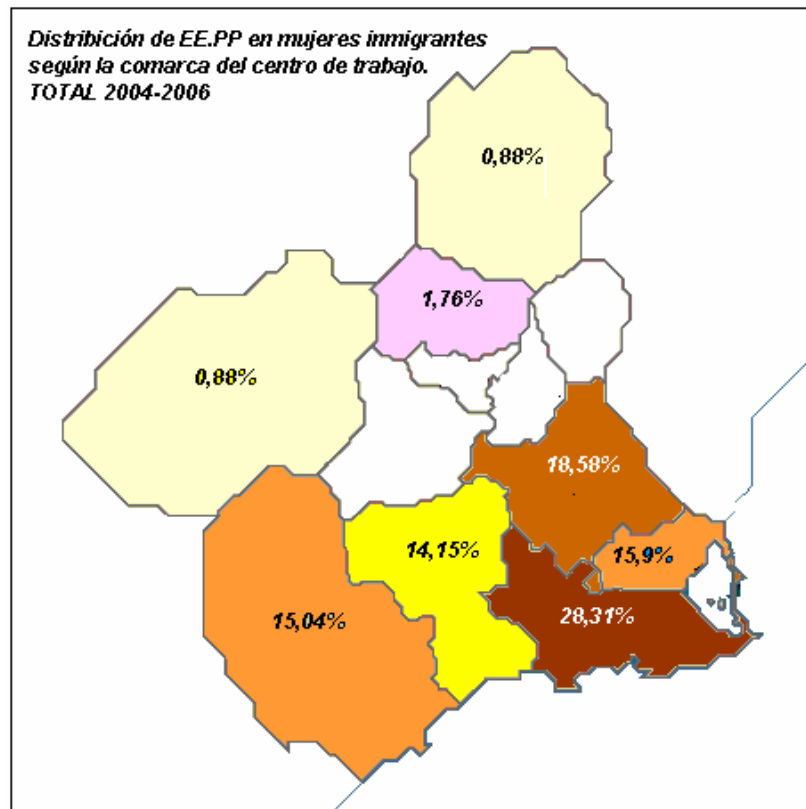 Distribición de EE.PP en mujeres inmigrantes
según la comarca del centro de trabajo.
TOTAL 2004-2006
0,88%
1,76%
0,88%
18,58%
14,15%
15,9%
15,04%
28,31%